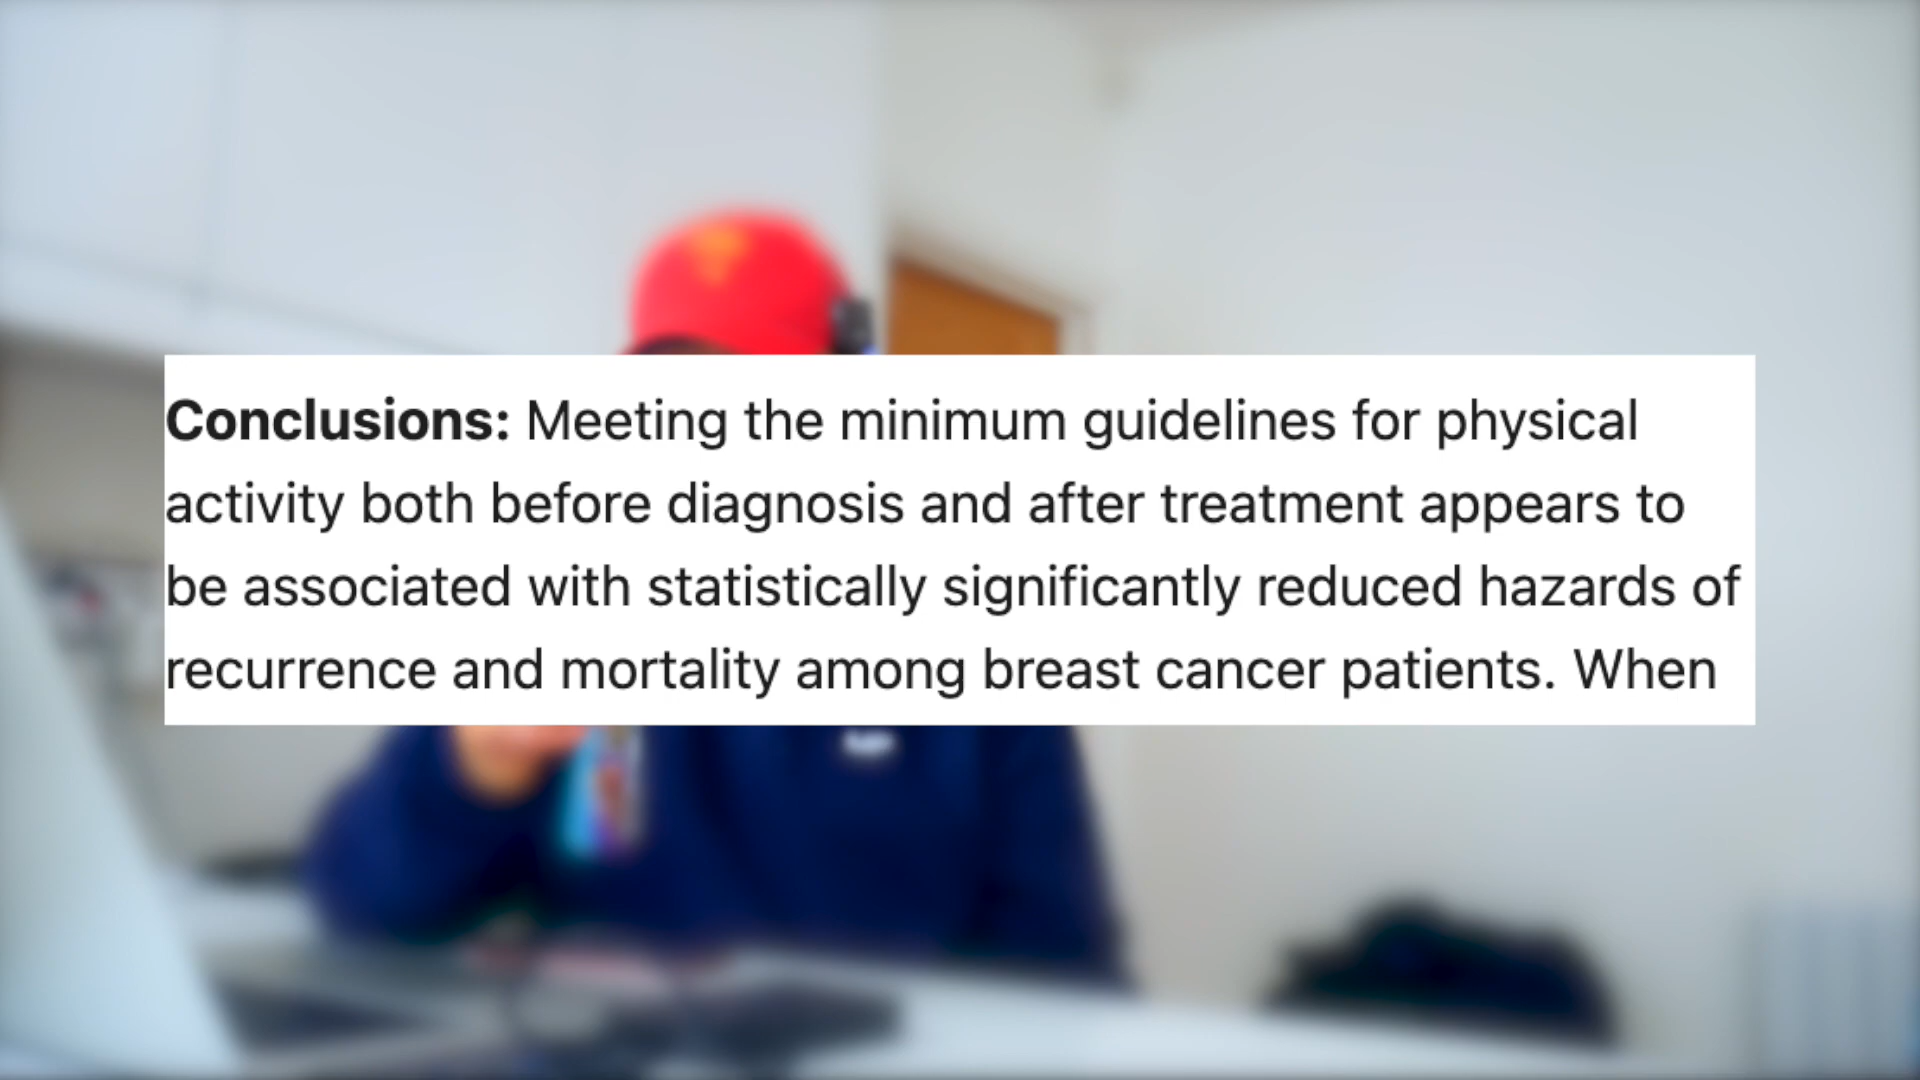 Conclusions: Meeting the minimum guidelines for physical
activity both before diagnosis and after treatment appears to
be associated with statistically significantly reduced hazards of
recurrence and mortality among breast cancer patients. When